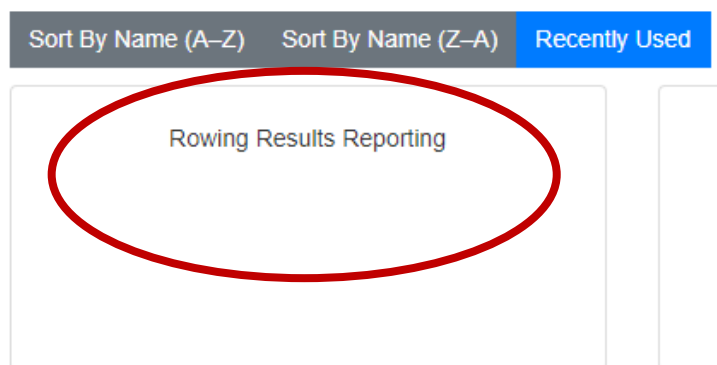 Sort By Name (A–Z) Sort By Name (Z–A) Recently Used
Rowing Results Reporting